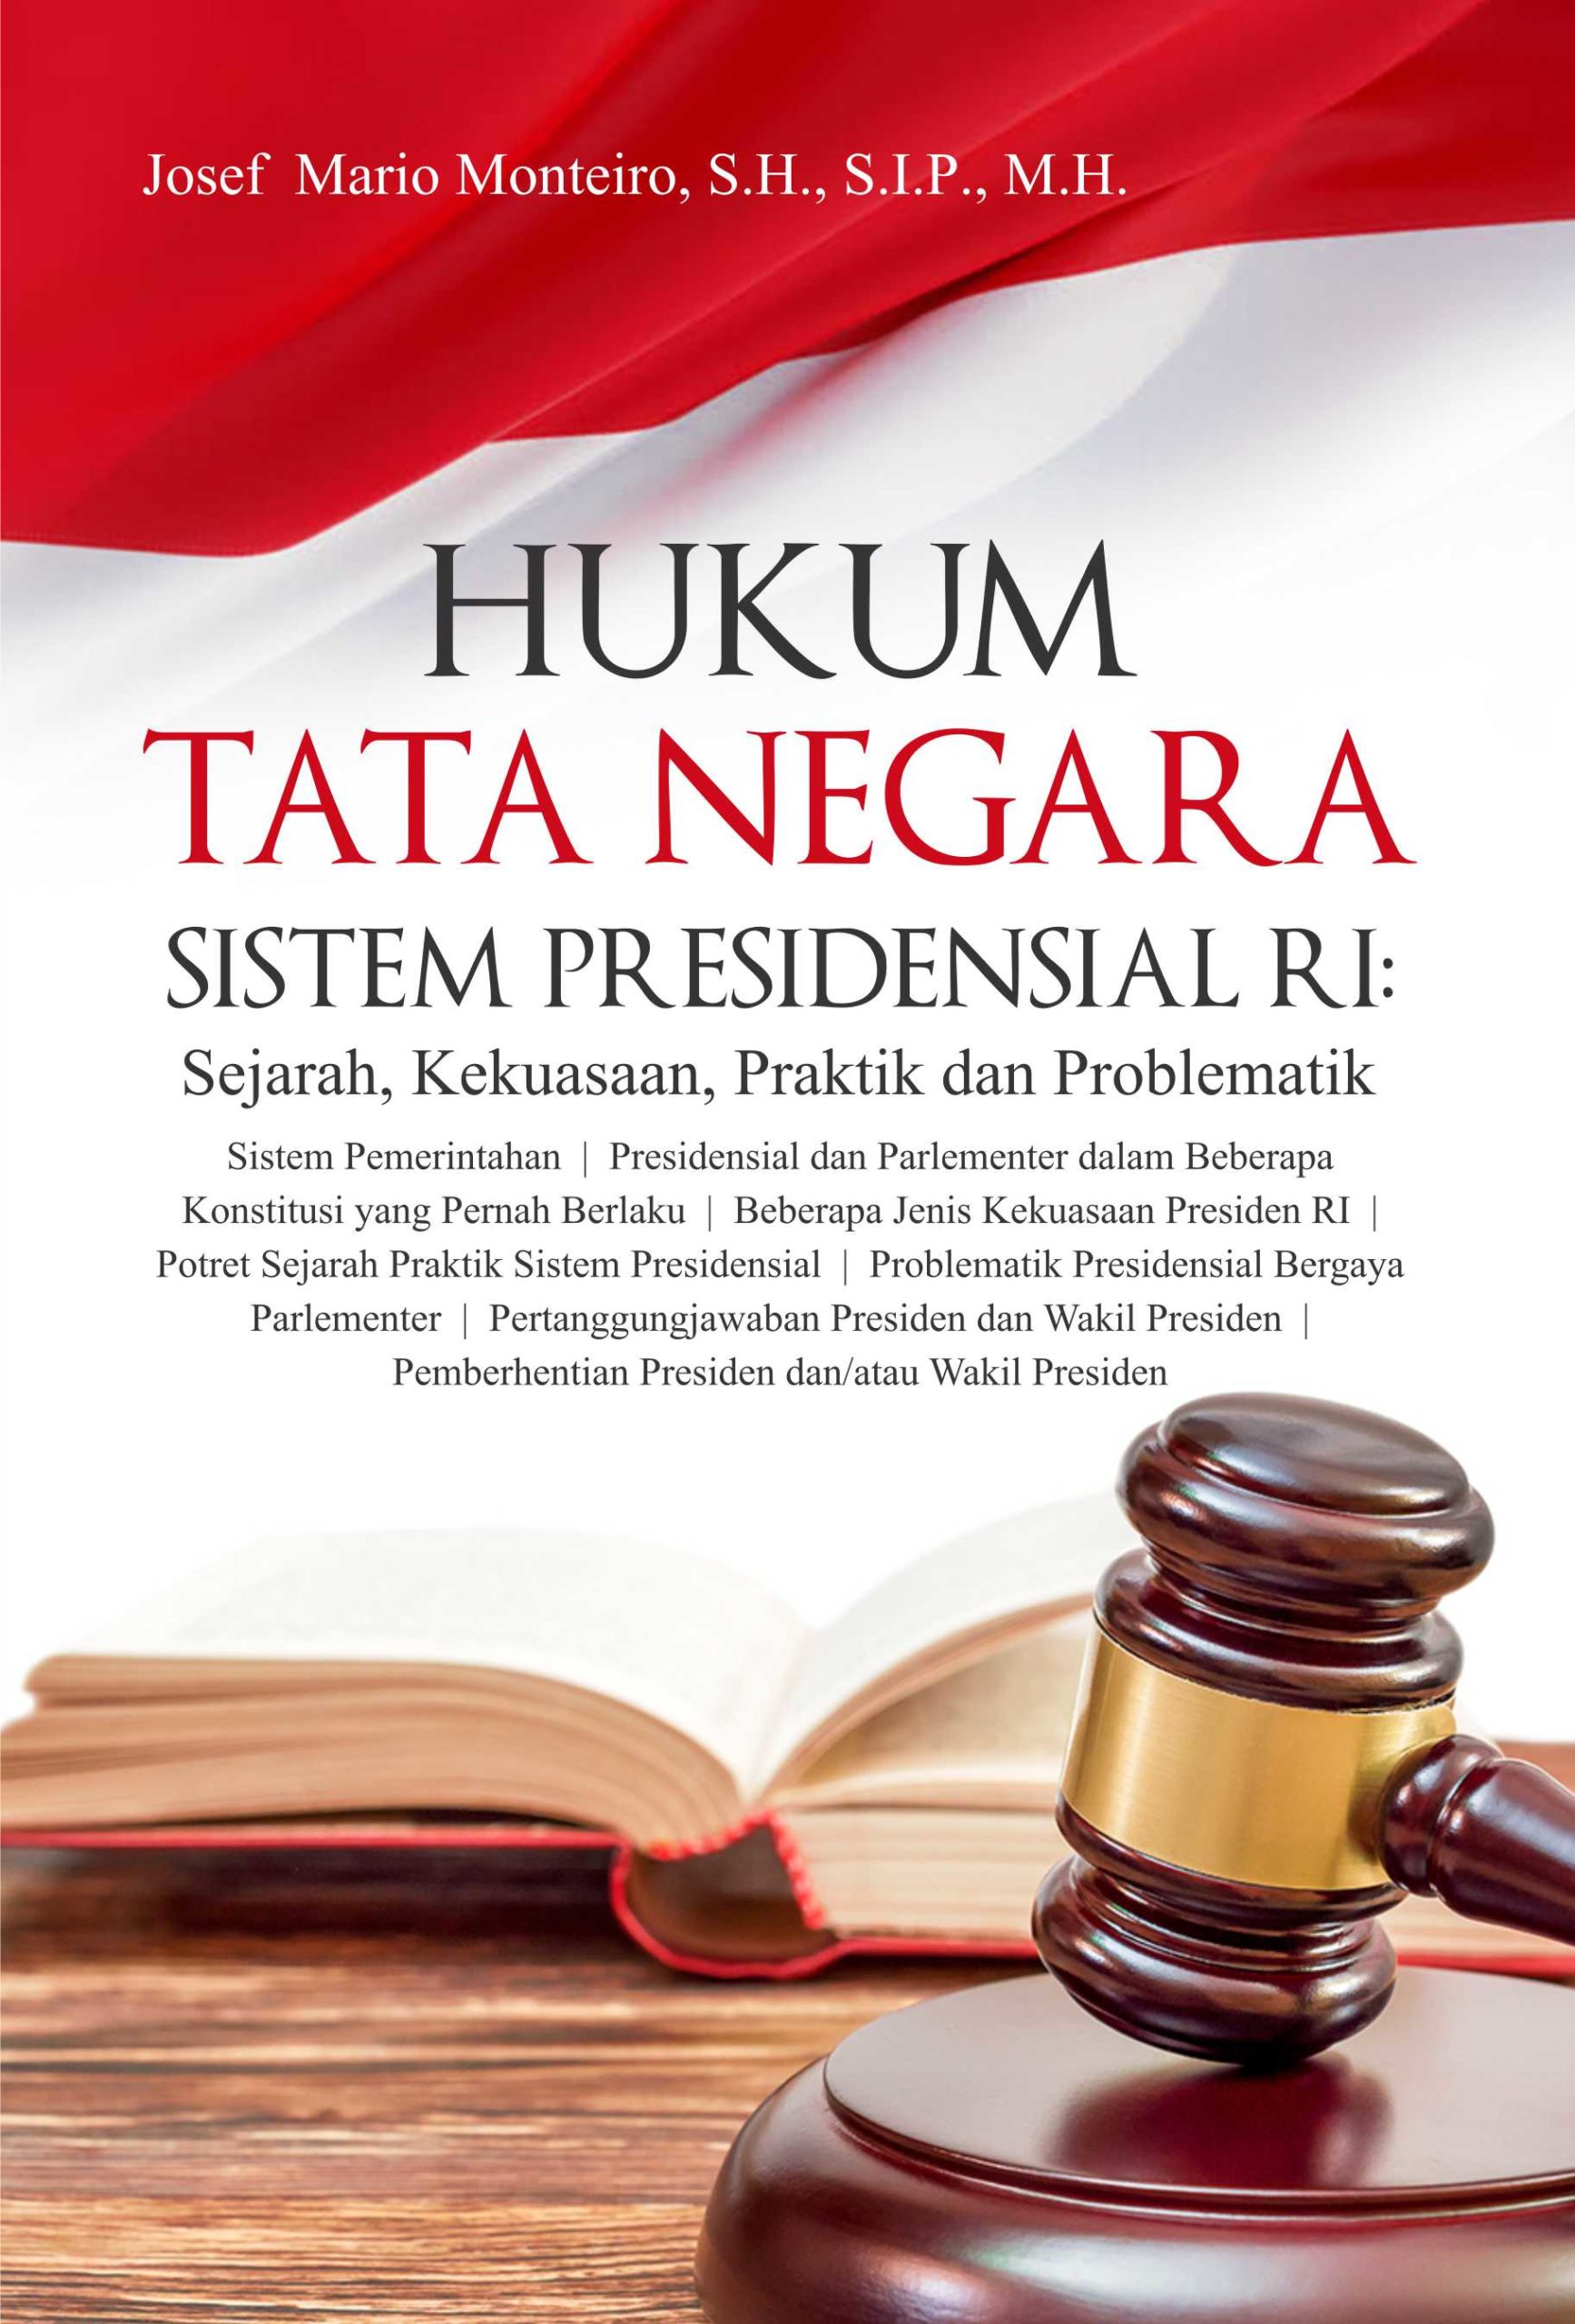 Josef Mario Monteiro, S.H., S.I.P., M.H.
HUKUM
TATA NEGARA
SISTEM PRESIDENSIAL RI:
Sejarah, Kekuasaan, Praktik dan Problematik
Sistem Pemerintahan | Presidensial dan Parlementer dalam Beberapa
Konstitusi yang Pernah Berlaku | Beberapa Jenis Kekuasaan Presiden RI |
Potret Sejarah Praktik Sistem Presidensial | Problematik Presidensial Bergaya
Parlementer | Pertanggungjawaban Presiden dan Wakil Presiden |
Pemberhentian Presiden dan/atau Wakil Presiden